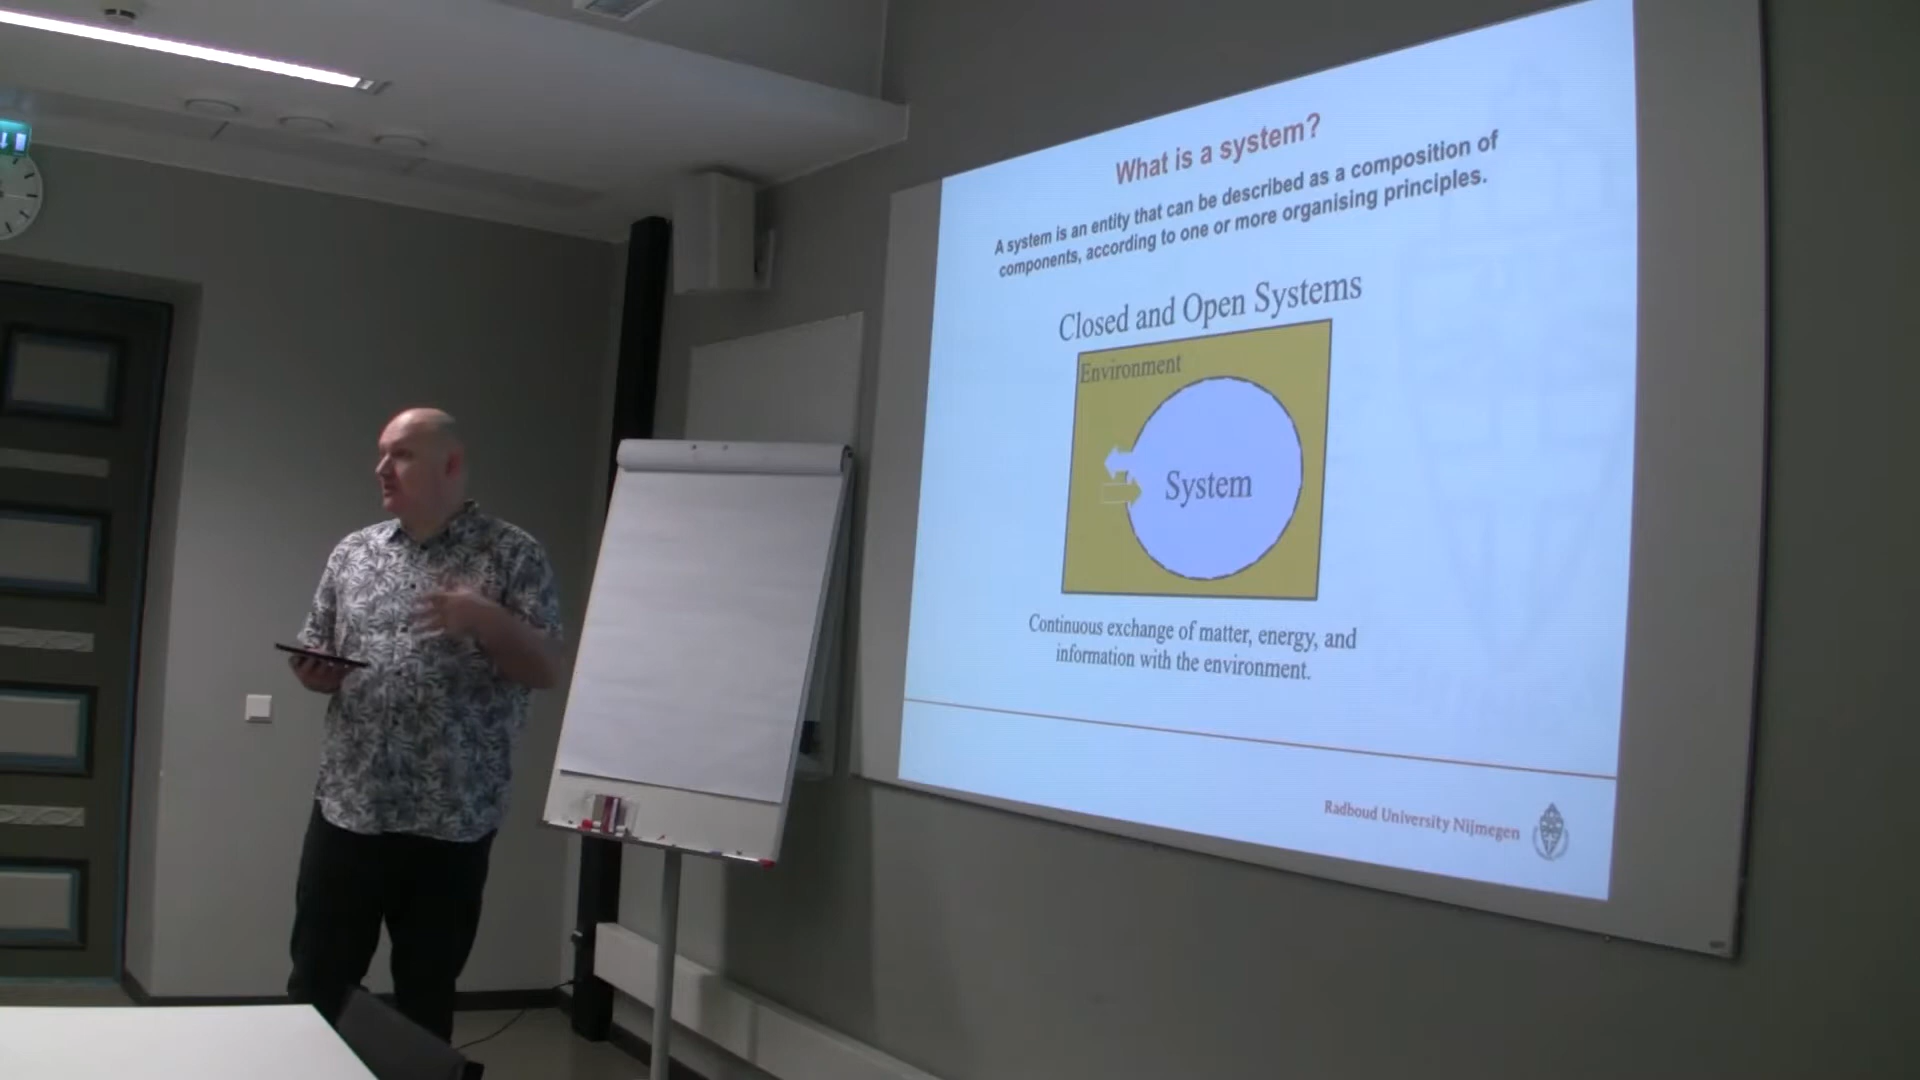 What is a system?
A system is an entity that can be described as a composition of
components, according to one or more organising principles.
Closed and Open Systems
Environment
System
Continuous exchange of matter, energy, and
information with the environment.
Radboud University Nijmegen